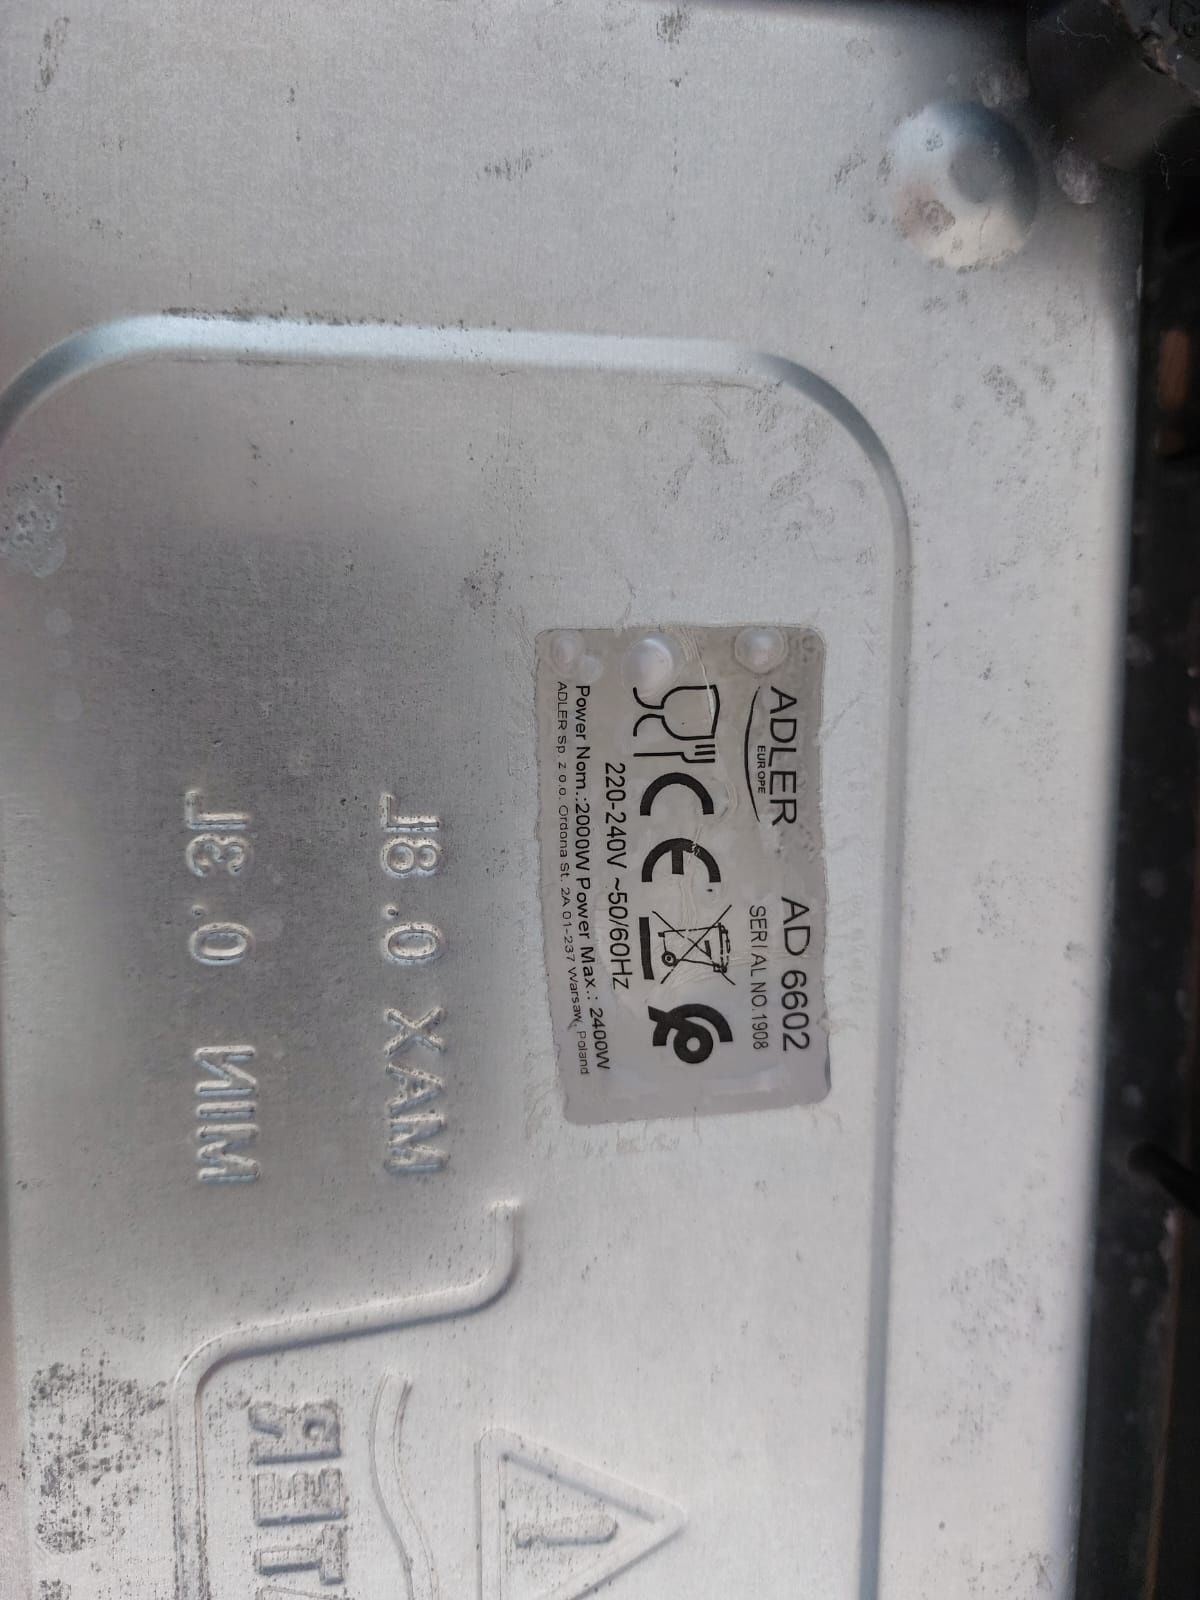 ADLER
EUROPE
AD 6602
SERIAL NO.1908
CE
220-240V ~50/60Hz
Power Nom.:2000W Power Max.: 2400W
ADLER Sp. z o.o. Ordona St. 2A 01-237 Warsaw, Poland
MAX 0.8L
MIN 0.3L